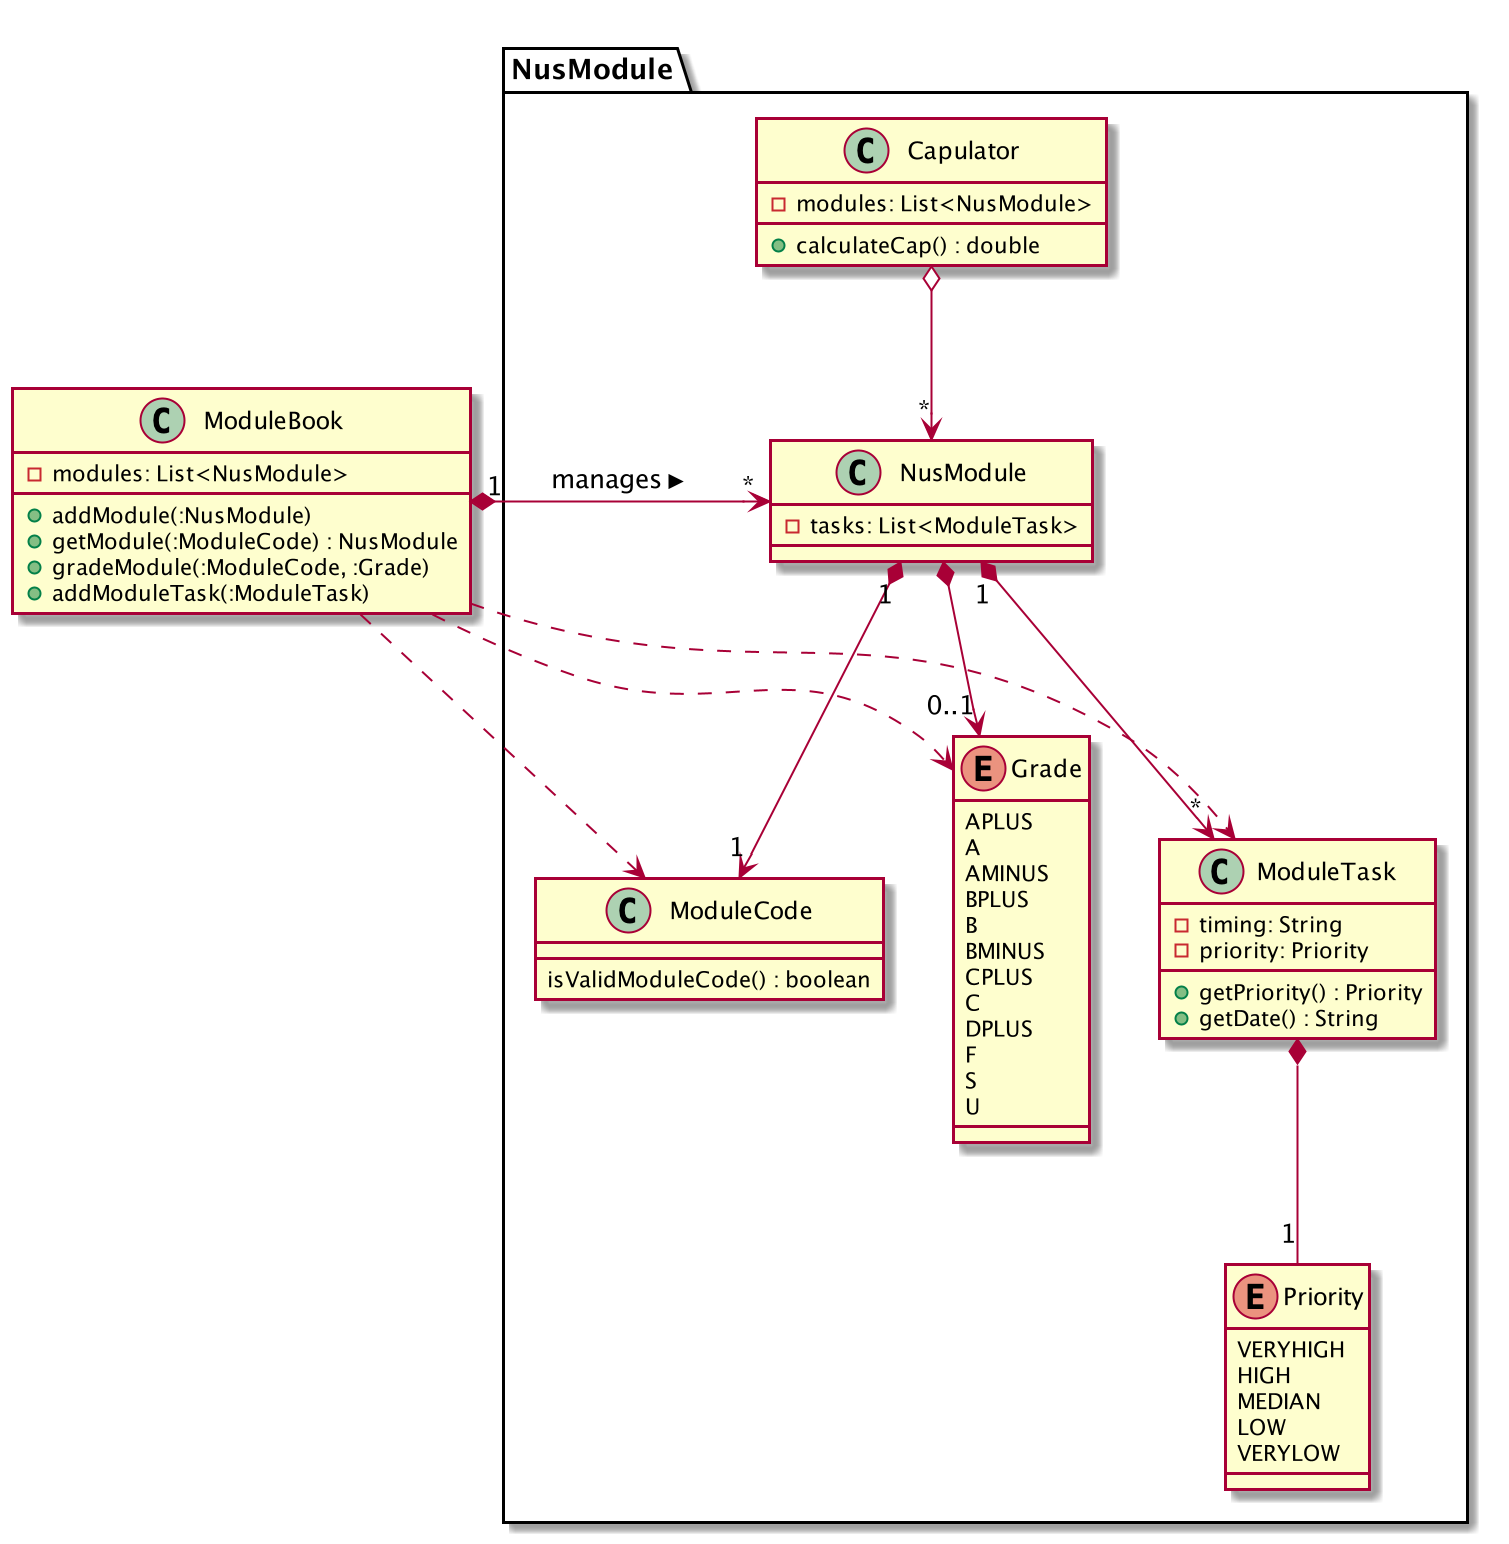 NusModule
C Capulator
modules: List<NusModule>
calculateCap() : double
*
C ModuleBook
modules: List<NusModule>
addModule(:NusModule)
getModule(:ModuleCode) : NusModule
gradeModule(:ModuleCode, :Grade)
addModuleTask(:ModuleTask)
1
manages ▶
*
C NusModule
tasks: List<ModuleTask>
1
1
0..1
1
*
C ModuleCode
isValidModuleCode() : boolean
E Grade
APLUS
A
AMINUS
BPLUS
B
BMINUS
CPLUS
C
DPLUS
F
S
U
C ModuleTask
timing: String
priority: Priority
getPriority() : Priority
getDate() : String
1
E Priority
VERYHIGH
HIGH
MEDIAN
LOW
VERYLOW